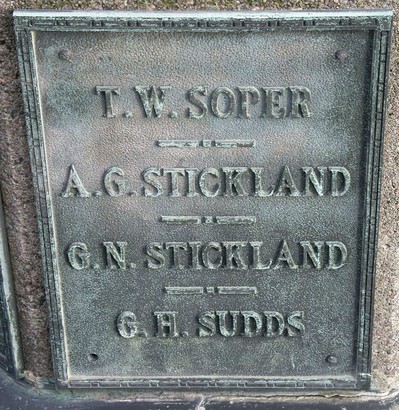 T.W. SOPER
A.G. STICKLAND
G.N. STICKLAND
G.H. SUDDS